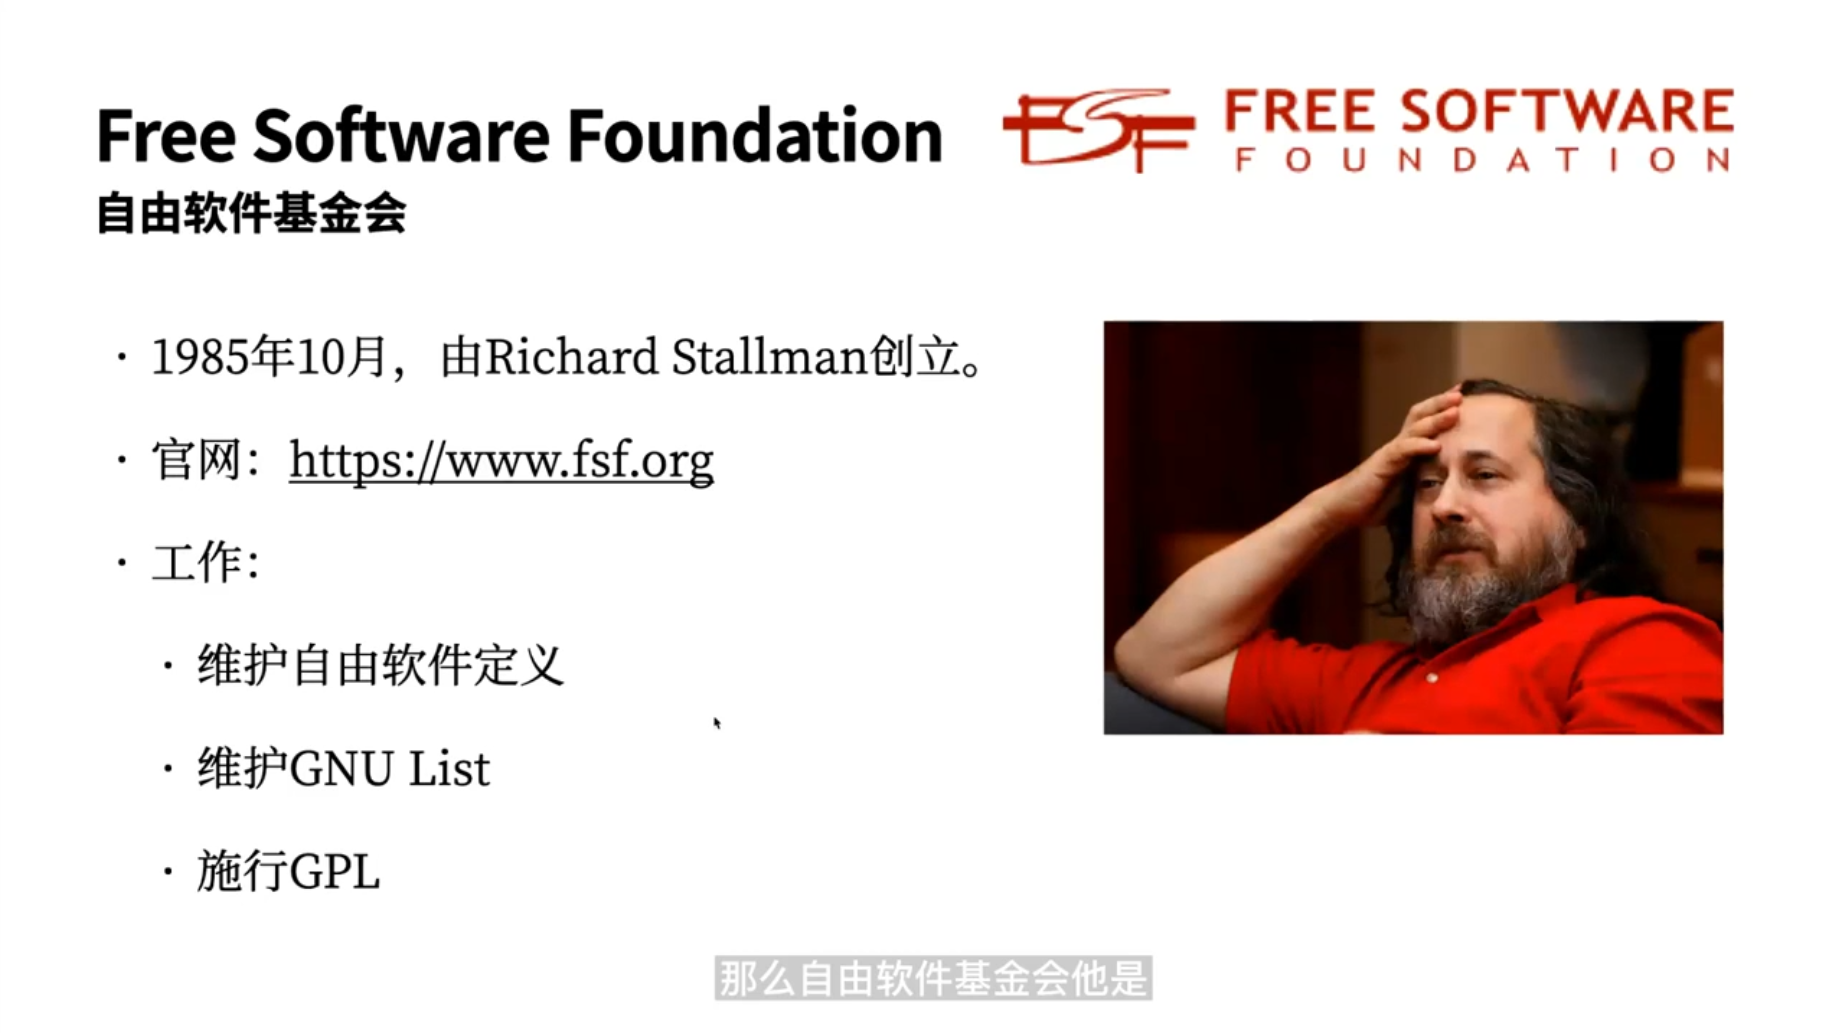 Free Software Foundation
自由软件基金会
FREE SOFTWARE
FOUNDATION
· 1985年10月，由Richard Stallman创立。
· 官网：https://www.fsf.org
· 工作：
· 维护自由软件定义
· 维护GNU List
· 施行GPL
那么自由软件基金会他是